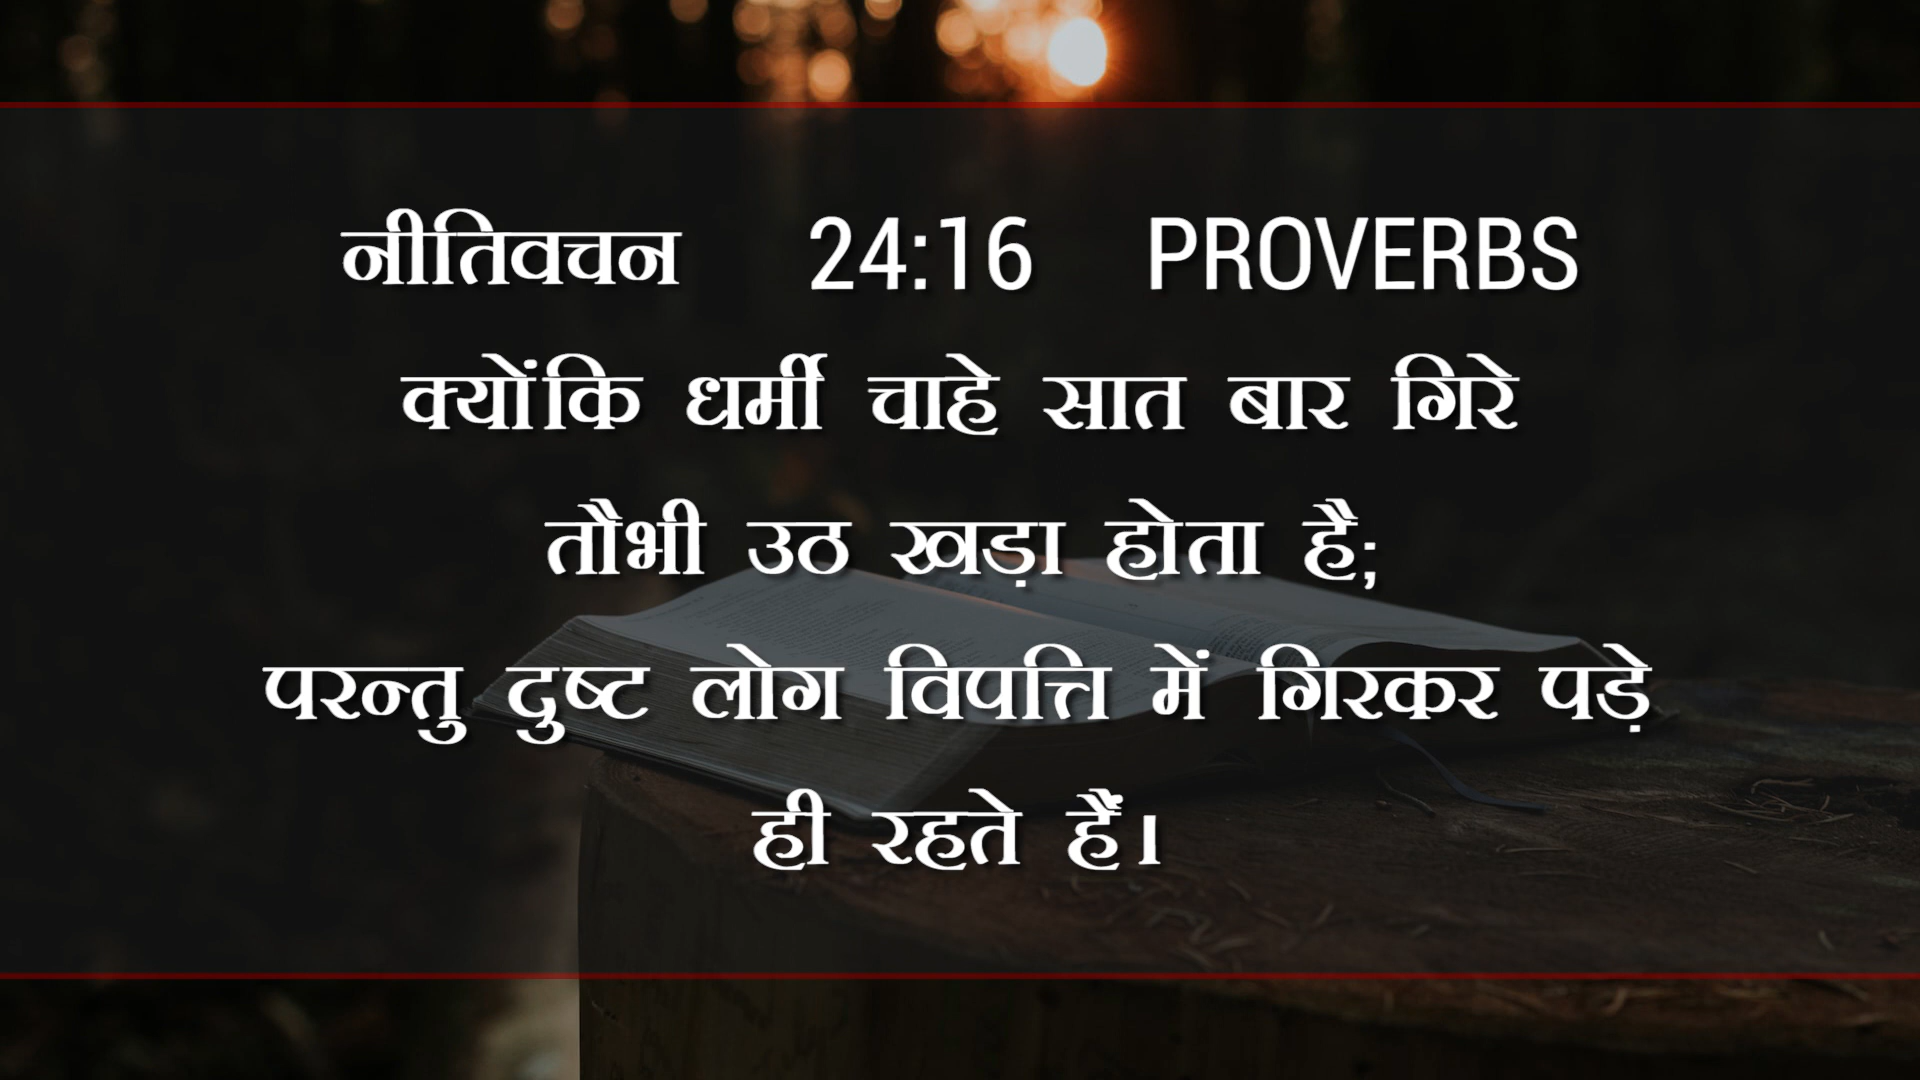 नीतिवचन 24:16 PROVERBS
क्योंकि धर्मी चाहे सात बार गिरे
तौभी उठ खड़ा होता है;
परन्तु दुष्ट लोग विपत्ति में गिरकर पड़े
ही रहते हैं।